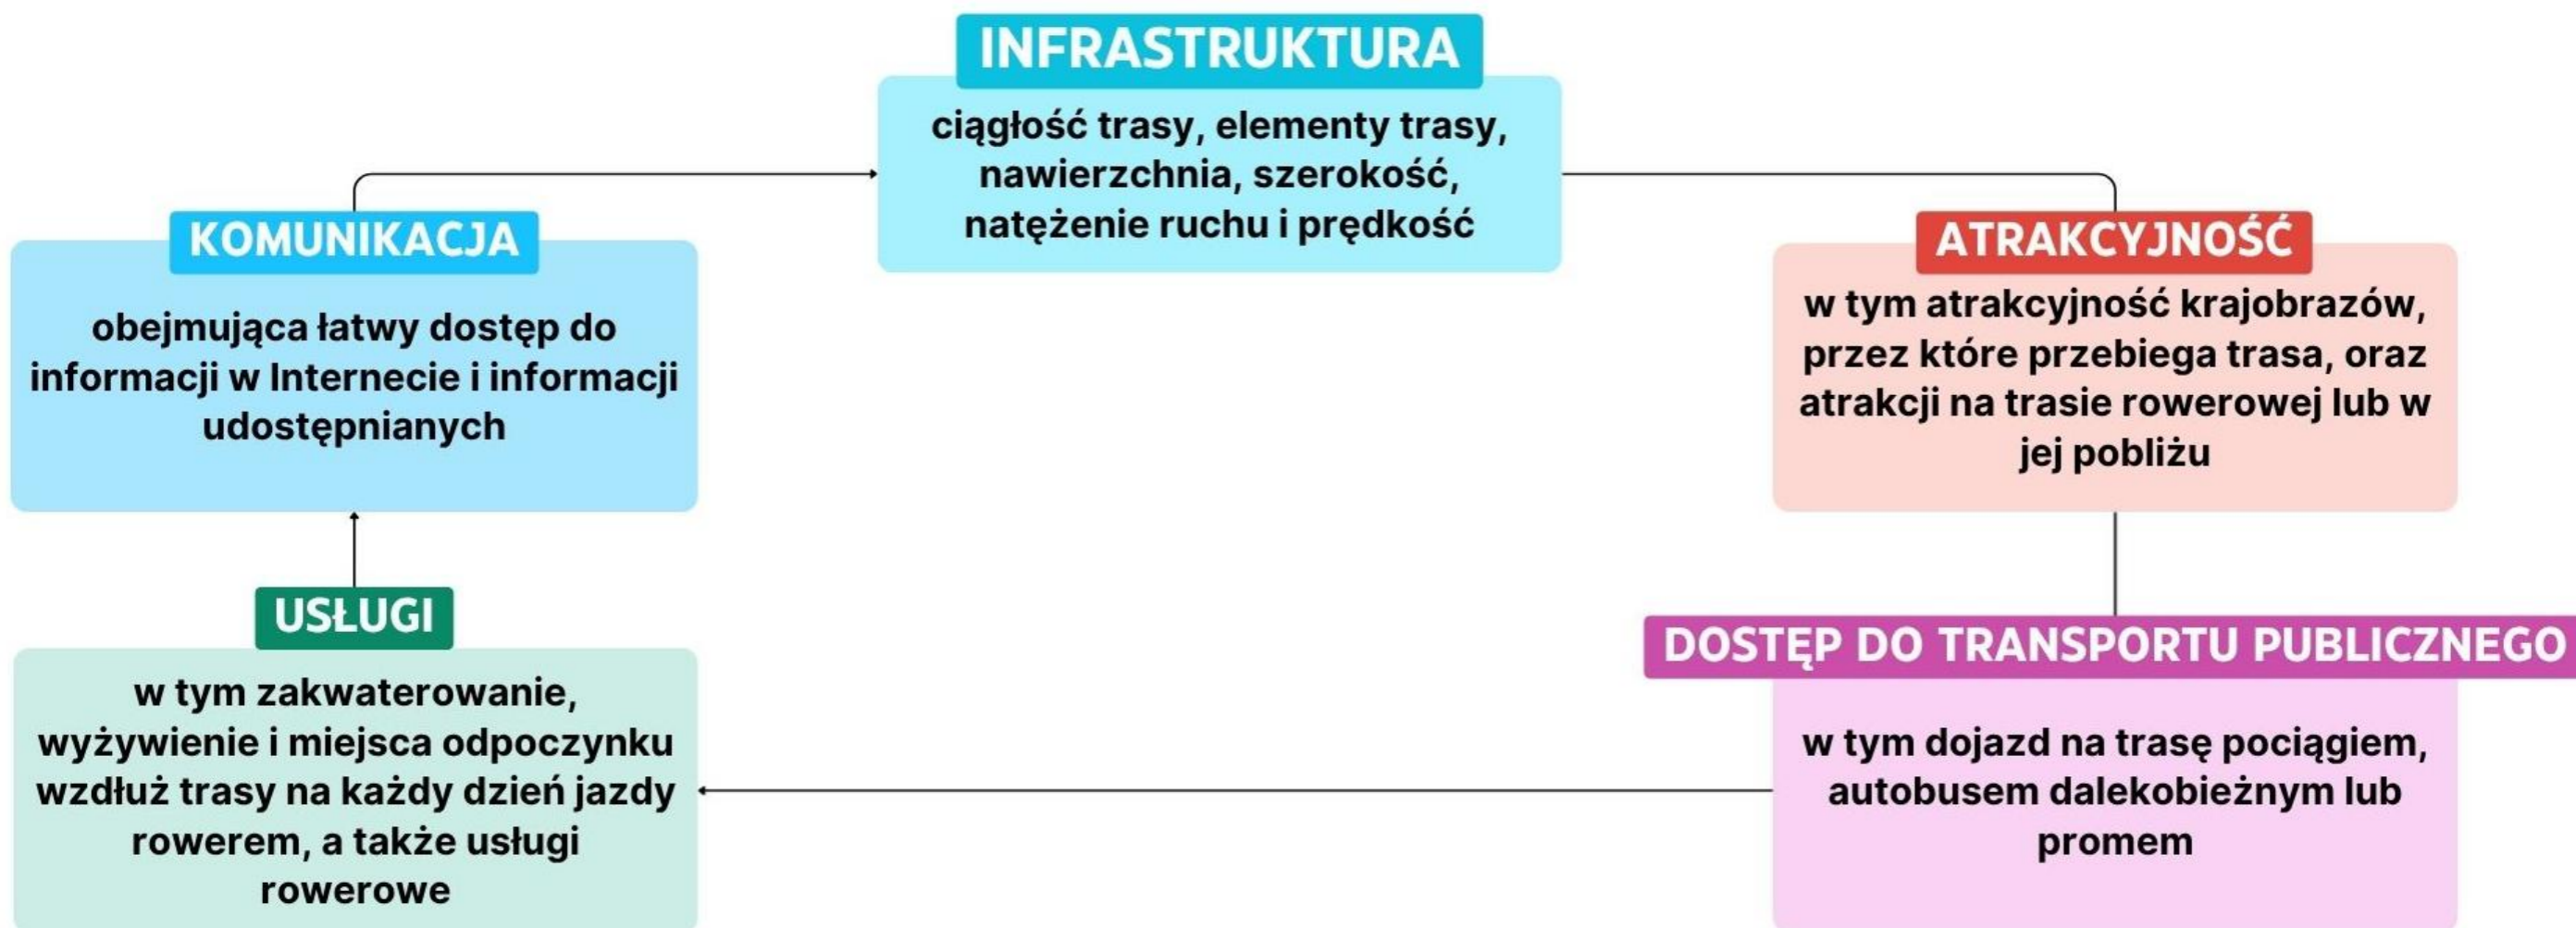 INFRASTRUKTURA
ciągłość trasy, elementy trasy,
nawierzchnia, szerokość,
natężenie ruchu i prędkość
KOMUNIKACJA
obejmująca łatwy dostęp do
informacji w Internecie i informacji
udostępnianych
ATRAKCYJNOŚĆ
w tym atrakcyjność krajobrazów,
przez które przebiega trasa, oraz
atrakcji na trasie rowerowej lub w
jej pobliżu
USŁUGI
w tym zakwaterowanie,
wyżywienie i miejsca odpoczynku
wzdłuż trasy na każdy dzień jazdy
rowerem, a także usługi
rowerowe
DOSTĘP DO TRANSPORTU PUBLICZNEGO
w tym dojazd na trasę pociągiem,
autobusem dalekobieżnym lub
promem